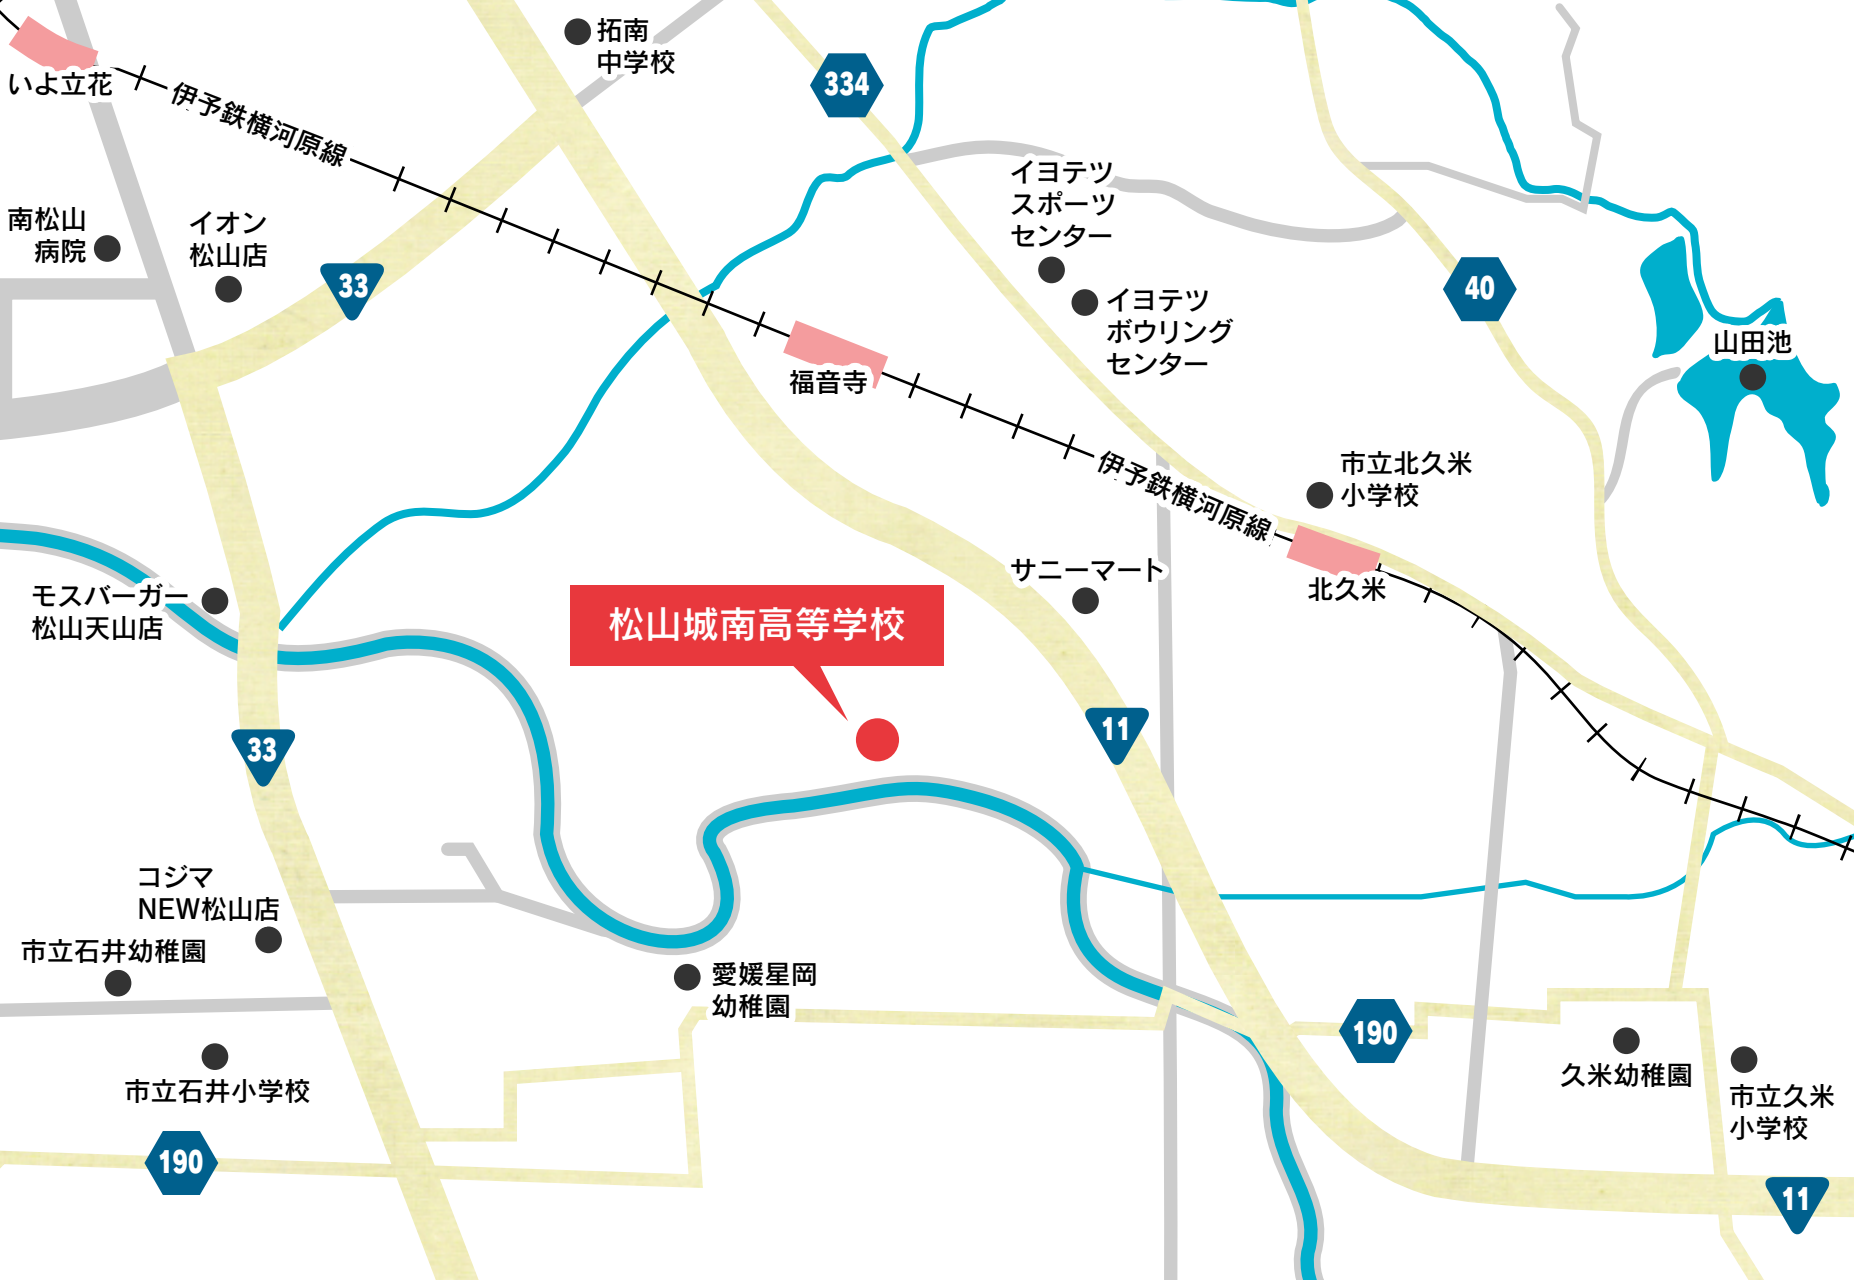 拓南
中学校
334
いよ立花
伊予鉄横河原線
イヨテツ
スポーツ
センター
南松山
病院
イオン
松山店
33
イヨテツ
ボウリング
センター
40
山田池
福音寺
伊予鉄横河原線
市立北久米
小学校
サニーマート
北久米
モスバーガー
松山天山店
松山城南高等学校
33
11
コジマ
NEW松山店
市立石井幼稚園
愛媛星岡
幼稚園
190
市立石井小学校
久米幼稚園
市立久米
小学校
190
11